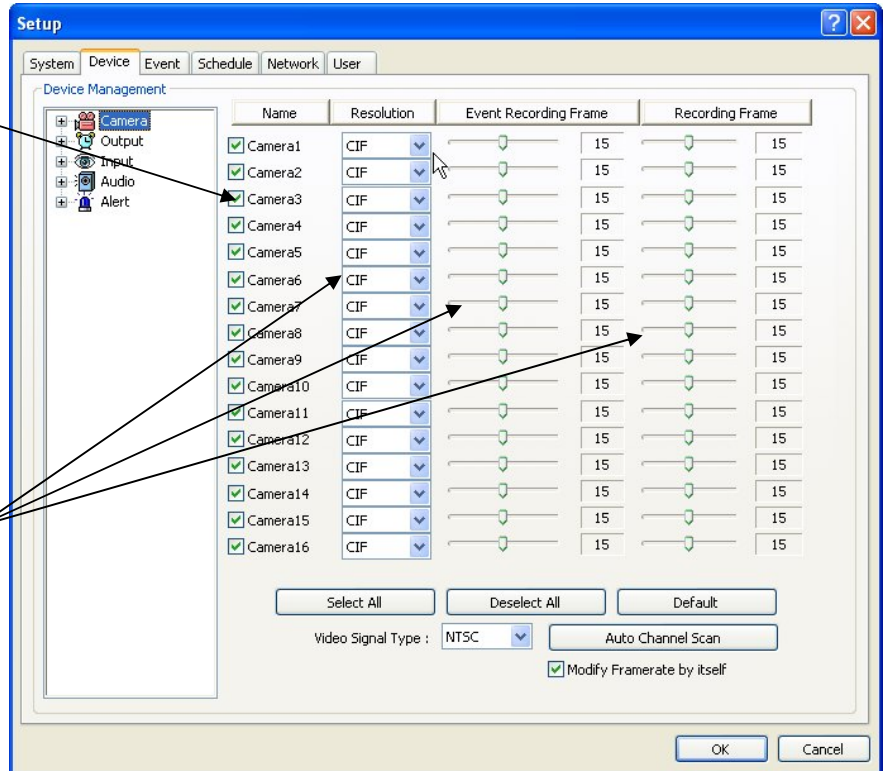 Setup
System Device Event Schedule Network User
Device Management
Camera
Output
Input
Audio
Alert
Name Resolution Event Recording Frame Recording Frame
Camera1 CIF 15 15
Camera2 CIF 15 15
Camera3 CIF 15 15
Camera4 CIF 15 15
Camera5 CIF 15 15
Camera6 CIF 15 15
Camera7 CIF 15 15
Camera8 CIF 15 15
Camera9 CIF 15 15
Camera10 CIF 15 15
Camera11 CIF 15 15
Camera12 CIF 15 15
Camera13 CIF 15 15
Camera14 CIF 15 15
Camera15 CIF 15 15
Camera16 CIF 15 15
Select All Deselect All Default
Video Signal Type : NTSC Auto Channel Scan
Modify Framerate by itself
OK Cancel